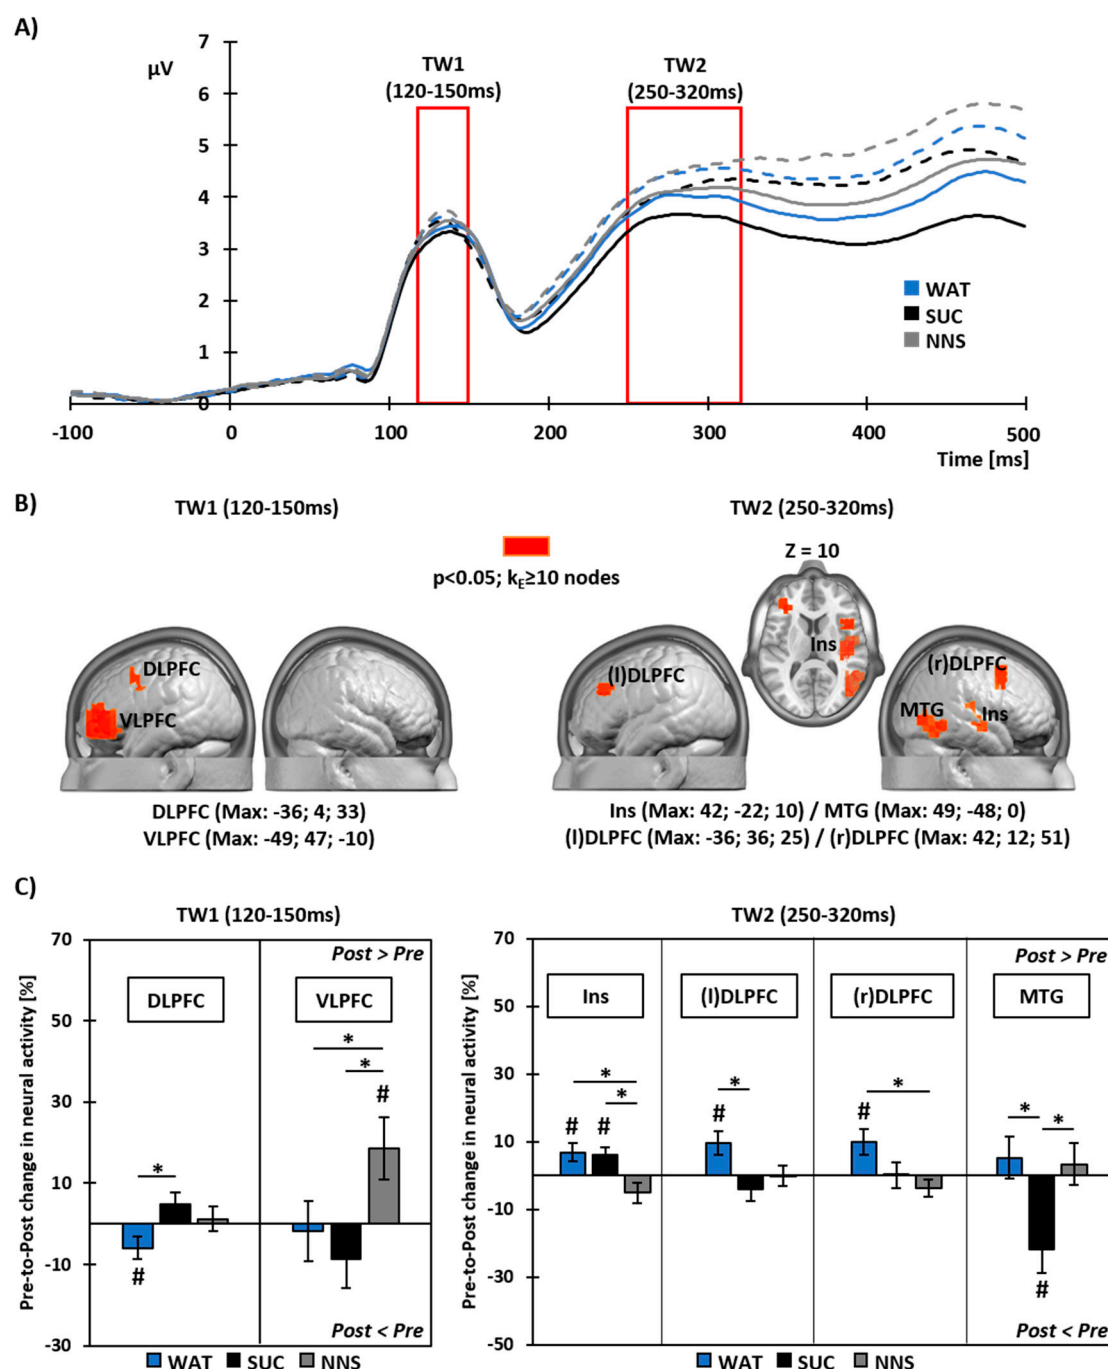 A)
7
µV
6
5
4
3
2
1
0
TW1
(120-150ms)
TW2
(250-320ms)
WAT
SUC
NNS
-100
0
100
200
300
400
500
Time [ms]
B)
TW1 (120-150ms)
TW2 (250-320ms)
p<0.05; kE≥10 nodes
Z = 10
Ins
DLPFC
VLPFC
(l)DLPFC
(r)DLPFC
MTG
Ins
DLPFC (Max: -36; 4; 33)
VLPFC (Max: -49; 47; -10)
Ins (Max: 42; -22; 10) / MTG (Max: 49; -48; 0)
(l)DLPFC (Max: -36; 36; 25) / (r)DLPFC (Max: 42; 12; 51)
C)
TW1 (120-150ms)
Pre-to-Post change in neural activity [%]
70
50
30
10
-10
-30
Post > Pre
DLPFC
VLPFC
*
#
*
*
#
Post < Pre
WAT SUC NNS
TW2 (250-320ms)
Pre-to-Post change in neural activity [%]
70
50
30
10
-10
-30
-50
Post > Pre
Ins
(l)DLPFC
(r)DLPFC
MTG
*
*
# #
*
#
*
#
*
*
#
Post < Pre
WAT SUC NNS